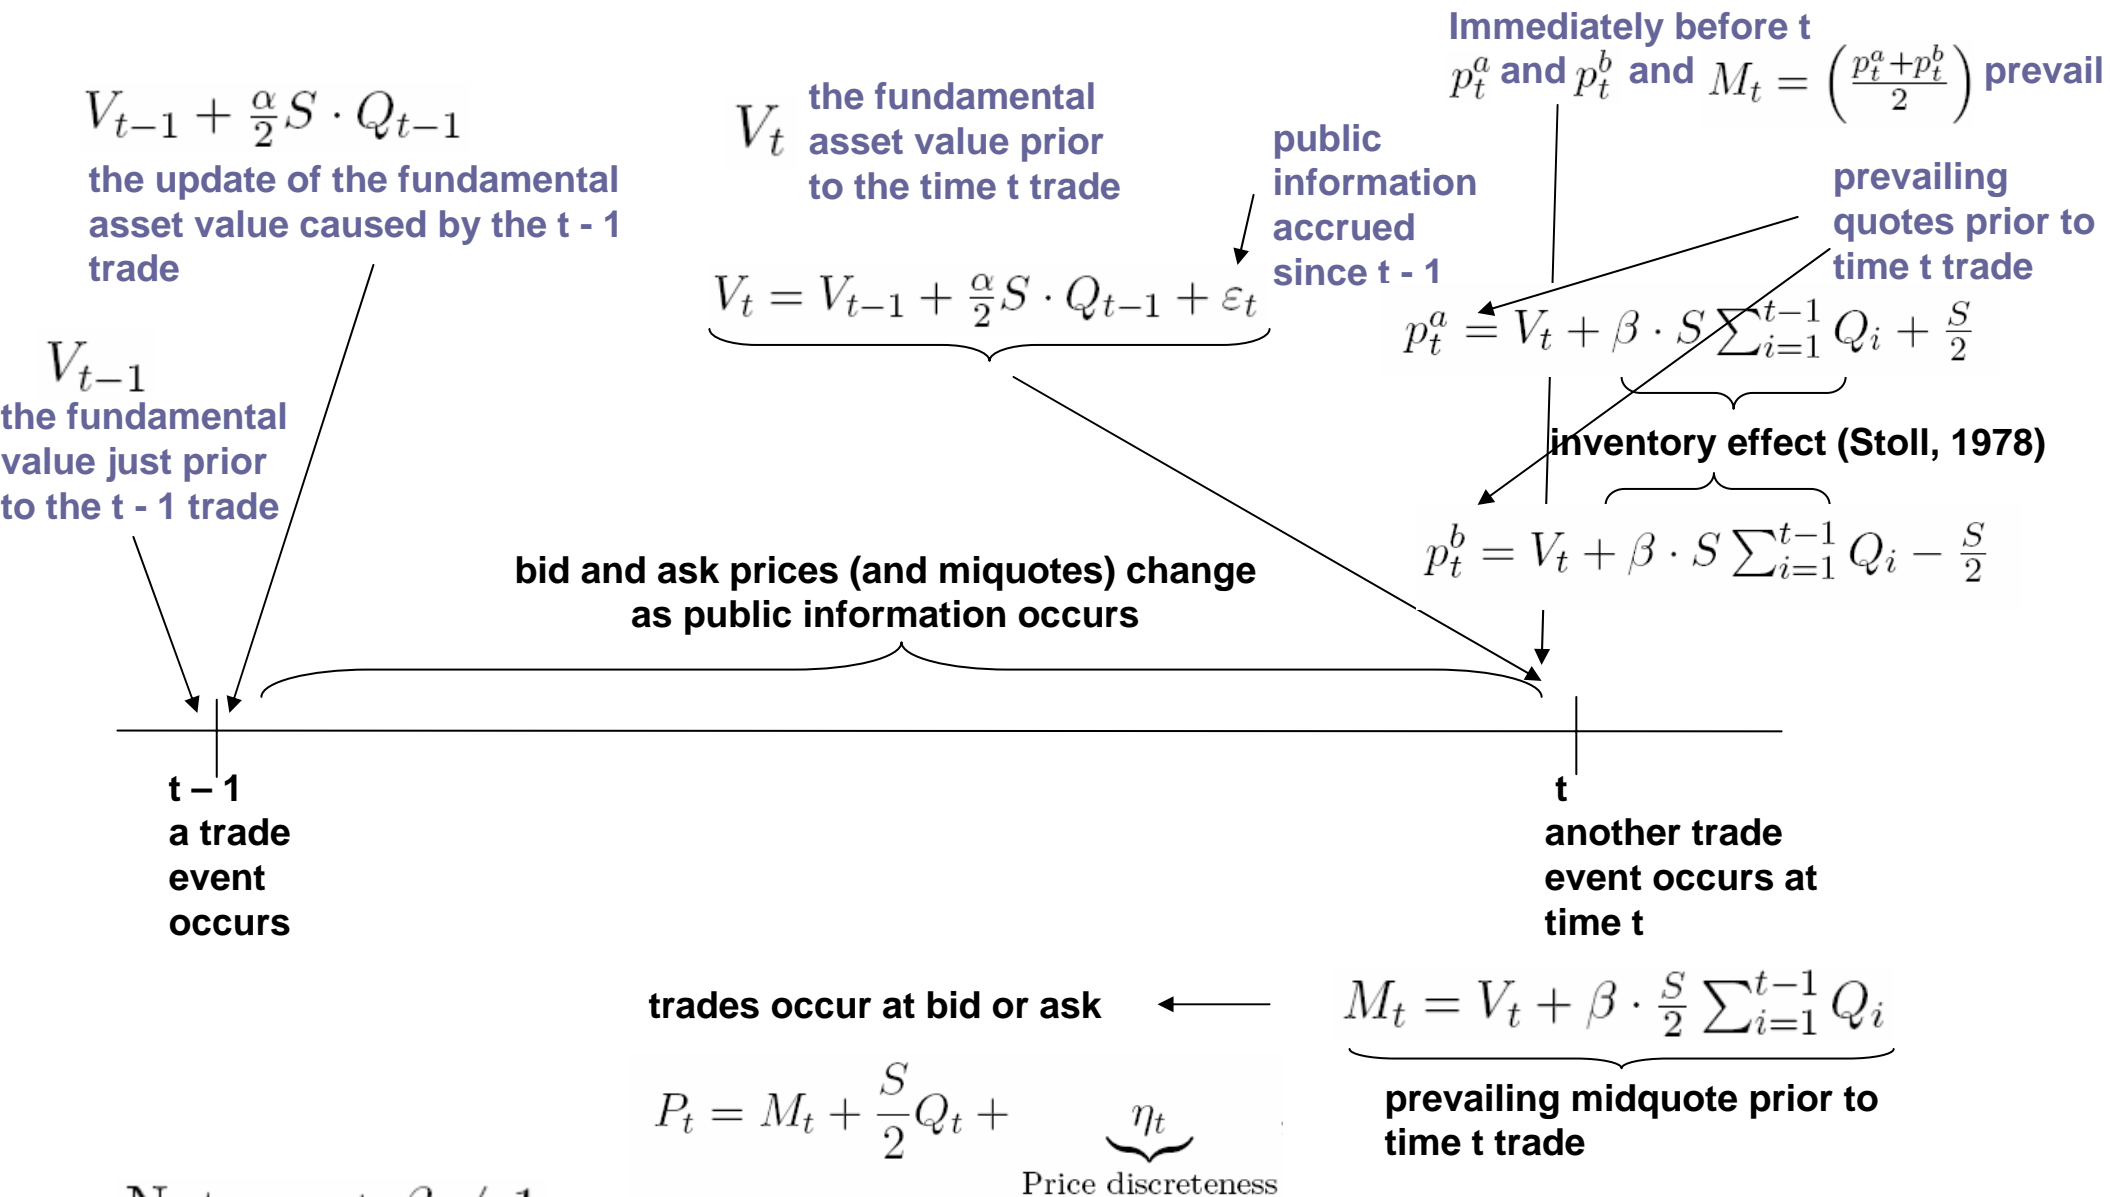 Immediately before t
p_t^a and p_t^b and M_t = ((p_t^a + p_t^b)/2) prevail
V_{t-1} + α/2 S · Q_{t-1}
the update of the fundamental
asset value caused by the t - 1
trade
V_t the fundamental
asset value prior
to the time t trade
public
information
accrued
since t - 1
prevailing
quotes prior to
time t trade
V_t = V_{t-1} + α/2 S · Q_{t-1} + ε_t
p_t^a = V_t + β · S ∑_{i=1}^{t-1} Q_i + S/2
V_{t-1}
the fundamental
value just prior
to the t - 1 trade
inventory effect (Stoll, 1978)
p_t^b = V_t + β · S ∑_{i=1}^{t-1} Q_i − S/2
bid and ask prices (and miquotes) change
as public information occurs
t – 1
a trade
event
occurs
t
another trade
event occurs at
time t
trades occur at bid or ask
M_t = V_t + β · S/2 ∑_{i=1}^{t-1} Q_i
prevailing midquote prior to
time t trade
P_t = M_t + S/2 Q_t + η_t
Price discreteness